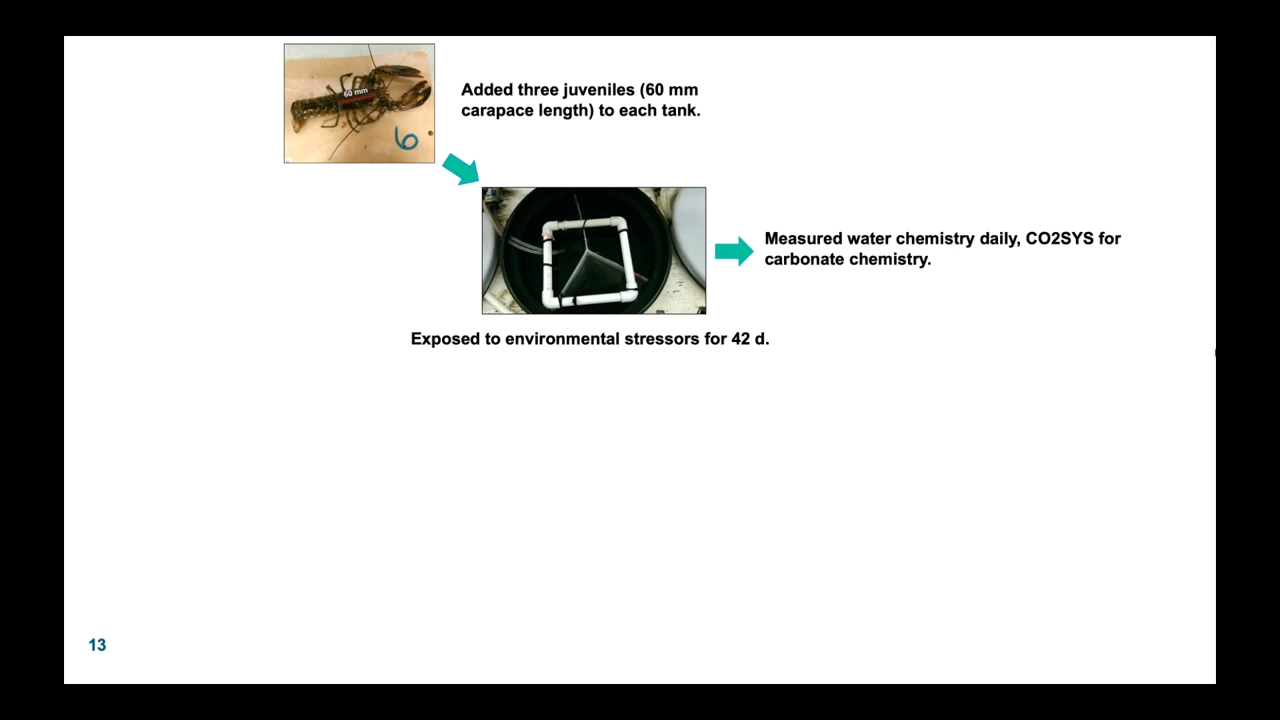 60 mm
6
Added three juveniles (60 mm
carapace length) to each tank.
Measured water chemistry daily, CO2SYS for
carbonate chemistry.
Exposed to environmental stressors for 42 d.
13